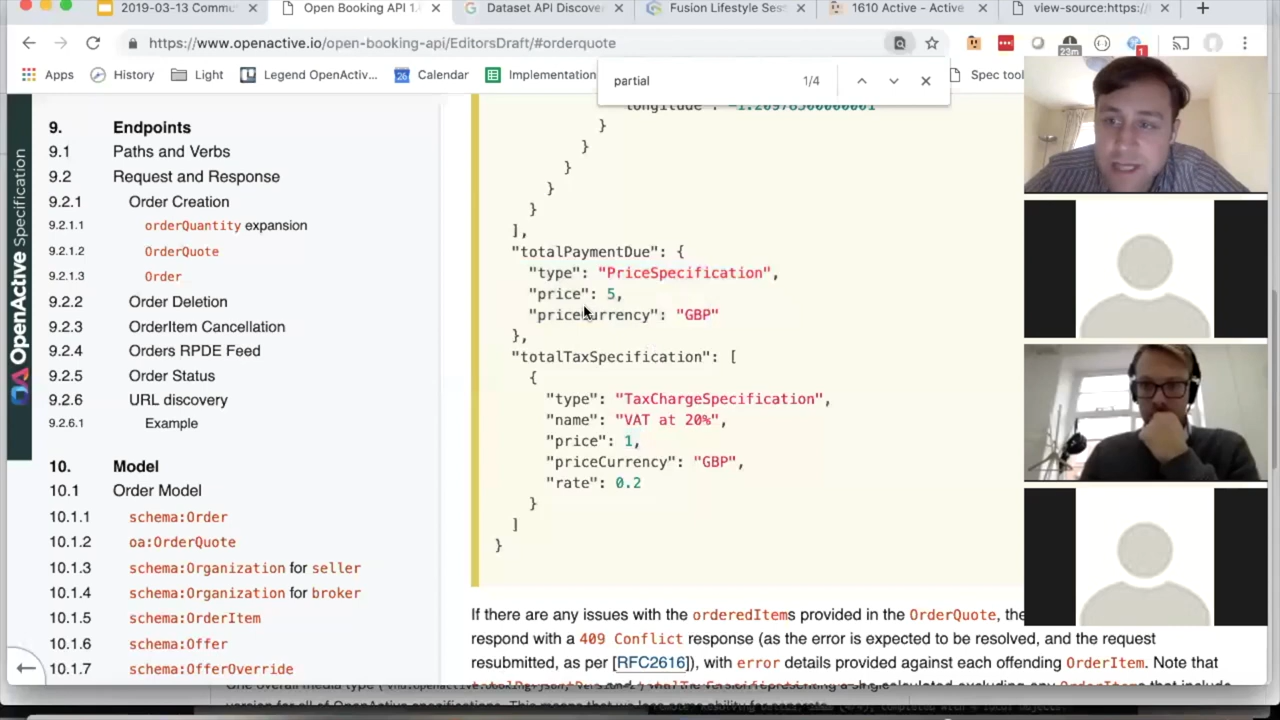 2019-03-13 Commu
Open Booking API 1.
Dataset API Discove
Fusion Lifestyle Ses
1610 Active - Active
view-source:https://
https://www.openactive.io/open-booking-api/EditorsDraft/#orderquote
23m
1
Apps
History
Light
Legend OpenActiv...
Calendar
Implementation
Spec tool
partial
1/4
OpenActive Specification
9. Endpoints
9.1 Paths and Verbs
9.2 Request and Response
9.2.1 Order Creation
9.2.1.1 orderQuantity expansion
9.2.1.2 OrderQuote
9.2.1.3 Order
9.2.2 Order Deletion
9.2.3 OrderItem Cancellation
9.2.4 Orders RPDE Feed
9.2.5 Order Status
9.2.6 URL discovery
9.2.6.1 Example
10. Model
10.1 Order Model
10.1.1 schema:Order
10.1.2 oa:OrderQuote
10.1.3 schema:Organization for seller
10.1.4 schema:Organization for broker
10.1.5 schema:OrderItem
10.1.6 schema:Offer
10.1.7 schema:OfferOverride
}
}
}
}
}
],
"totalPaymentDue": {
"type": "PriceSpecification",
"price": 5,
"priceCurrency": "GBP"
},
"totalTaxSpecification": [
{
"type": "TaxChargeSpecification",
"name": "VAT at 20%",
"price": 1,
"priceCurrency": "GBP",
"rate": 0.2
}
]
}
If there are any issues with the orderedItems provided in the OrderQuote, the
respond with a 409 Conflict response (as the error is expected to be resolved, and the request
resubmitted, as per [RFC2616]), with error details provided against each offending OrderItem. Note that